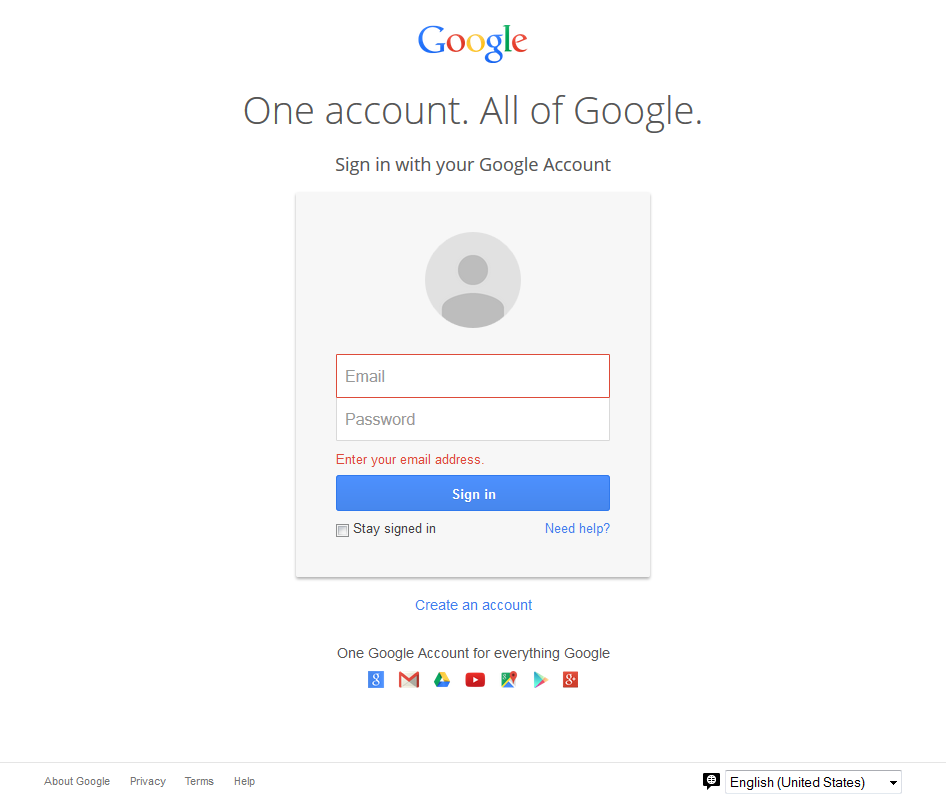 Google
One account. All of Google.
Sign in with your Google Account
Email
Password
Enter your email address.
Sign in
Stay signed in Need help?
Create an account
One Google Account for everything Google
8 8+
About Google Privacy Terms Help English (United States)